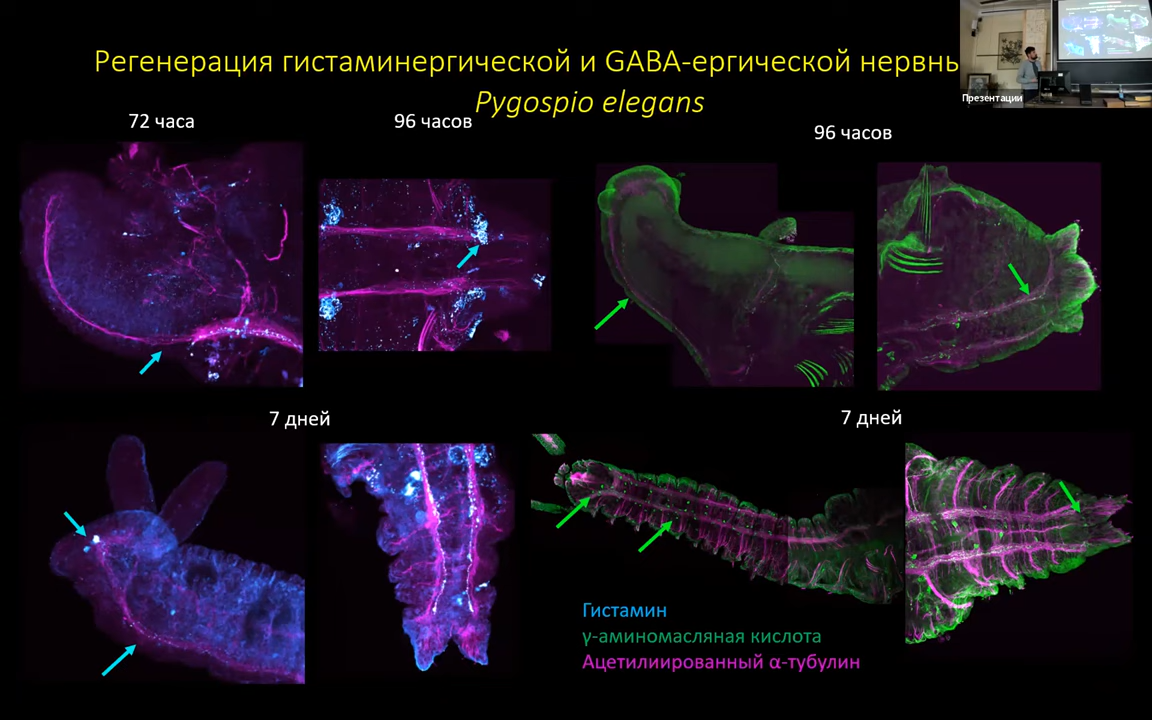 Регенерация гистаминергической и GABA-ергической нервны
Pygospio elegans
72 часа
96 часов
96 часов
7 дней
7 дней
Гистамин
γ-аминомасляная кислота
Ацетилиированный α-тубулин
Презентации